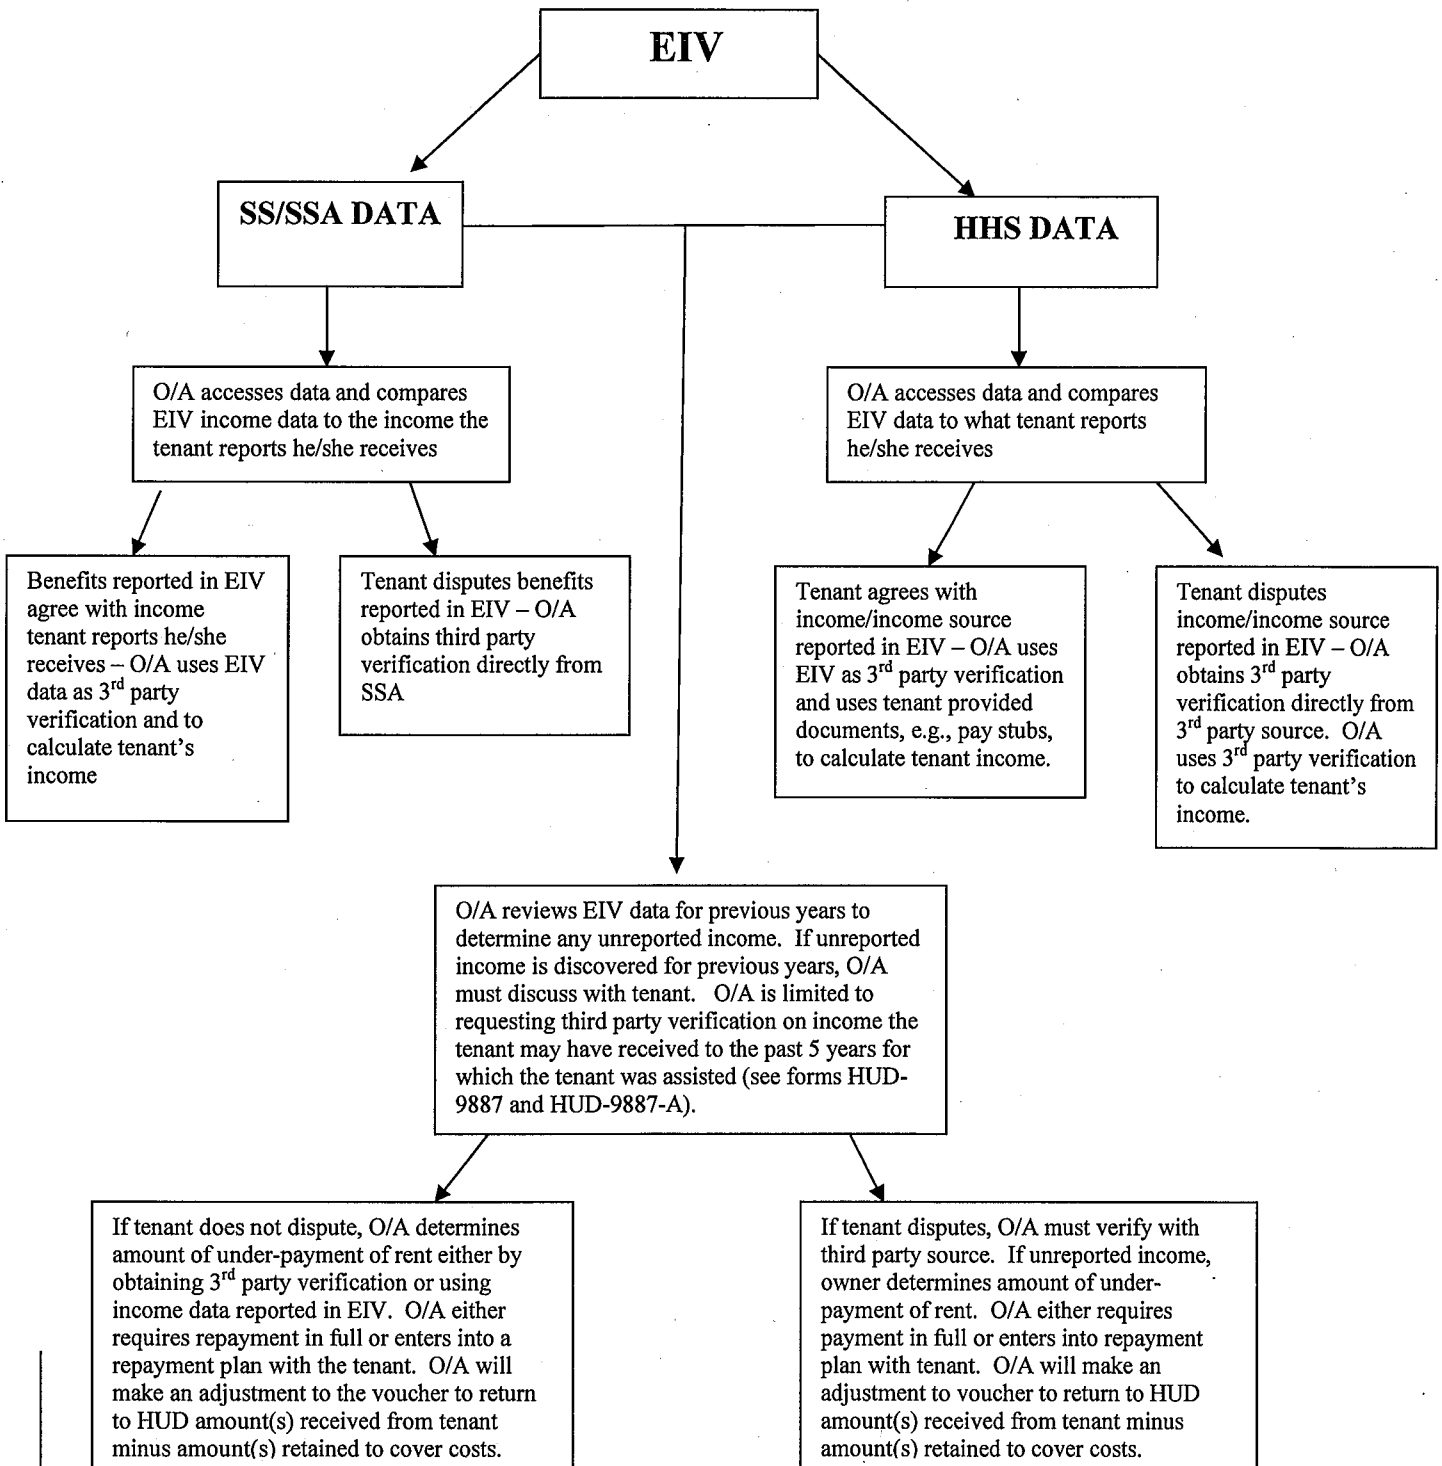 EIV
SS/SSA DATA
HHS DATA
O/A accesses data and compares
EIV income data to the income the
tenant reports he/she receives
O/A accesses data and compares
EIV data to what tenant reports
he/she receives
Benefits reported in EIV
agree with income
tenant reports he/she
receives – O/A uses EIV
data as 3rd party
verification and to
calculate tenant's
income
Tenant disputes benefits
reported in EIV – O/A
obtains third party
verification directly from
SSA
Tenant agrees with
income/income source
reported in EIV – O/A uses
EIV as 3rd party verification
and uses tenant provided
documents, e.g., pay stubs,
to calculate tenant income.
Tenant disputes
income/income source
reported in EIV – O/A
obtains 3rd party
verification directly from
3rd party source.  O/A
uses 3rd party verification
to calculate tenant's
income.
O/A reviews EIV data for previous years to
determine any unreported income.  If unreported
income is discovered for previous years, O/A
must discuss with tenant.   O/A is limited to
requesting third party verification on income the
tenant may have received to the past 5 years for
which the tenant was assisted (see forms HUD-
9887 and HUD-9887-A).
If tenant does not dispute, O/A determines
amount of under-payment of rent either by
obtaining 3rd party verification or using
income data reported in EIV.  O/A either
requires repayment in full or enters into a
repayment plan with the tenant.  O/A will
make an adjustment to the voucher to return
to HUD amount(s) received from tenant
minus amount(s) retained to cover costs.
If tenant disputes, O/A must verify with
third party source.  If unreported income,
owner determines amount of under-
payment of rent.  O/A either requires
payment in full or enters into repayment
plan with tenant.  O/A will make an
adjustment to voucher to return to HUD
amount(s) received from tenant minus
amount(s) retained to cover costs.